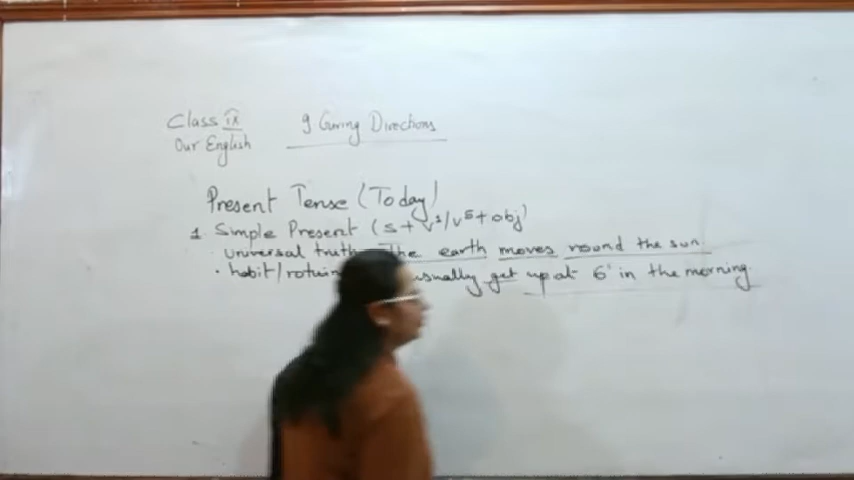 Class IX
9 Giving Directions
Our English
Present Tense (Today)
1 Simple Present (s + v¹/v⁵ + obj)
· universal truth The earth moves round the sun.
· habit/rotuin usually get up at 6' in the morning.